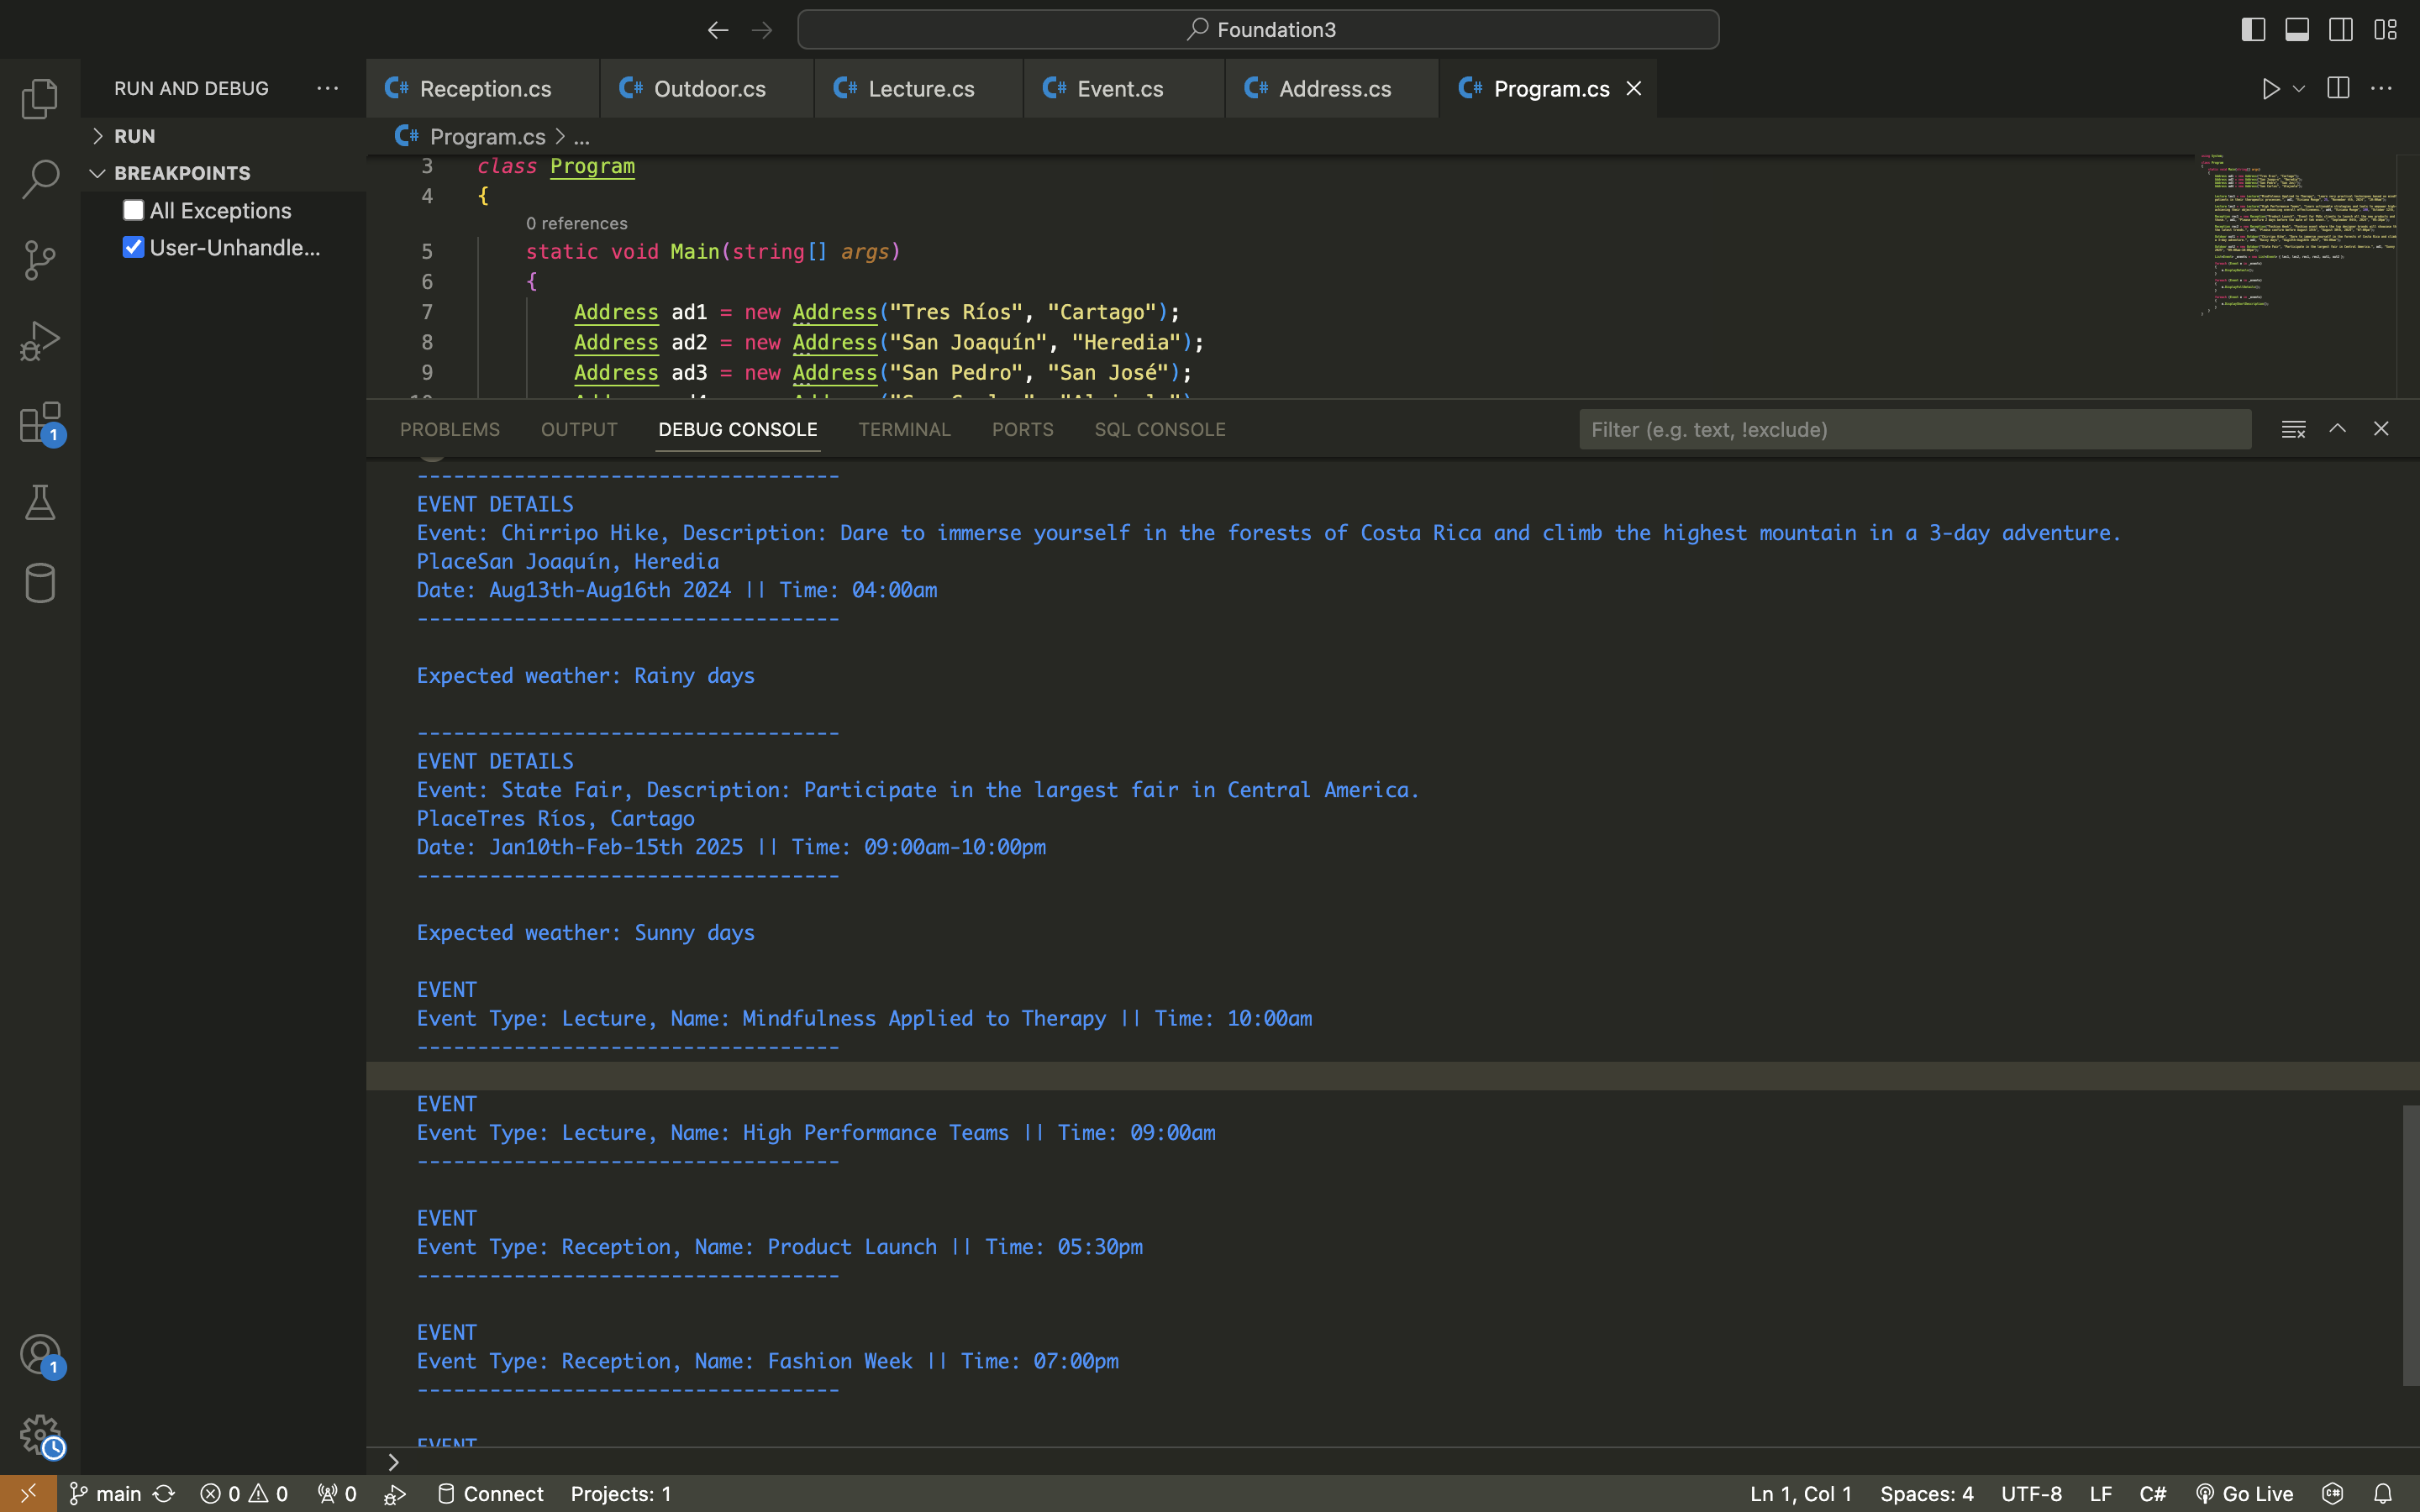 Foundation3
RUN AND DEBUG
Reception.cs
Outdoor.cs
Lecture.cs
Event.cs
Address.cs
Program.cs
RUN
BREAKPOINTS
All Exceptions
User-Unhandle...
Program.cs > ...
3 class Program
4 {
0 references
5 static void Main(string[] args)
6 {
7 Address ad1 = new Address("Tres Ríos", "Cartago");
8 Address ad2 = new Address("San Joaquín", "Heredia");
9 Address ad3 = new Address("San Pedro", "San José");
PROBLEMS OUTPUT DEBUG CONSOLE TERMINAL PORTS SQL CONSOLE
Filter (e.g. text, !exclude)
-----------------------------------
EVENT DETAILS
Event: Chirripo Hike, Description: Dare to immerse yourself in the forests of Costa Rica and climb the highest mountain in a 3-day adventure.
PlaceSan Joaquín, Heredia
Date: Aug13th-Aug16th 2024 || Time: 04:00am
-----------------------------------
Expected weather: Rainy days
-----------------------------------
EVENT DETAILS
Event: State Fair, Description: Participate in the largest fair in Central America.
PlaceTres Ríos, Cartago
Date: Jan10th-Feb-15th 2025 || Time: 09:00am-10:00pm
-----------------------------------
Expected weather: Sunny days
EVENT
Event Type: Lecture, Name: Mindfulness Applied to Therapy || Time: 10:00am
-----------------------------------
EVENT
Event Type: Lecture, Name: High Performance Teams || Time: 09:00am
-----------------------------------
EVENT
Event Type: Reception, Name: Product Launch || Time: 05:30pm
-----------------------------------
EVENT
Event Type: Reception, Name: Fashion Week || Time: 07:00pm
-----------------------------------
EVENT
>
1
1
main 0 0 0 Connect Projects: 1
Ln 1, Col 1 Spaces: 4 UTF-8 LF C# Go Live